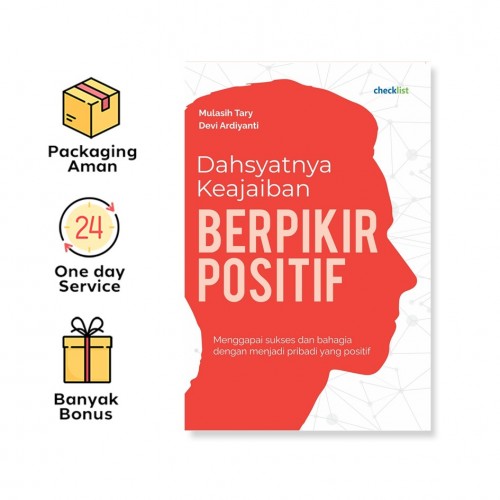 Packaging
Aman
24
One day
Service
Banyak
Bonus
checklist
Mulasih Tary
Devi Ardiyanti
Dahsyatnya
Keajaiban
BERPIKIR
POSITIF
Menggapai sukses dan bahagia
dengan menjadi pribadi yang positif